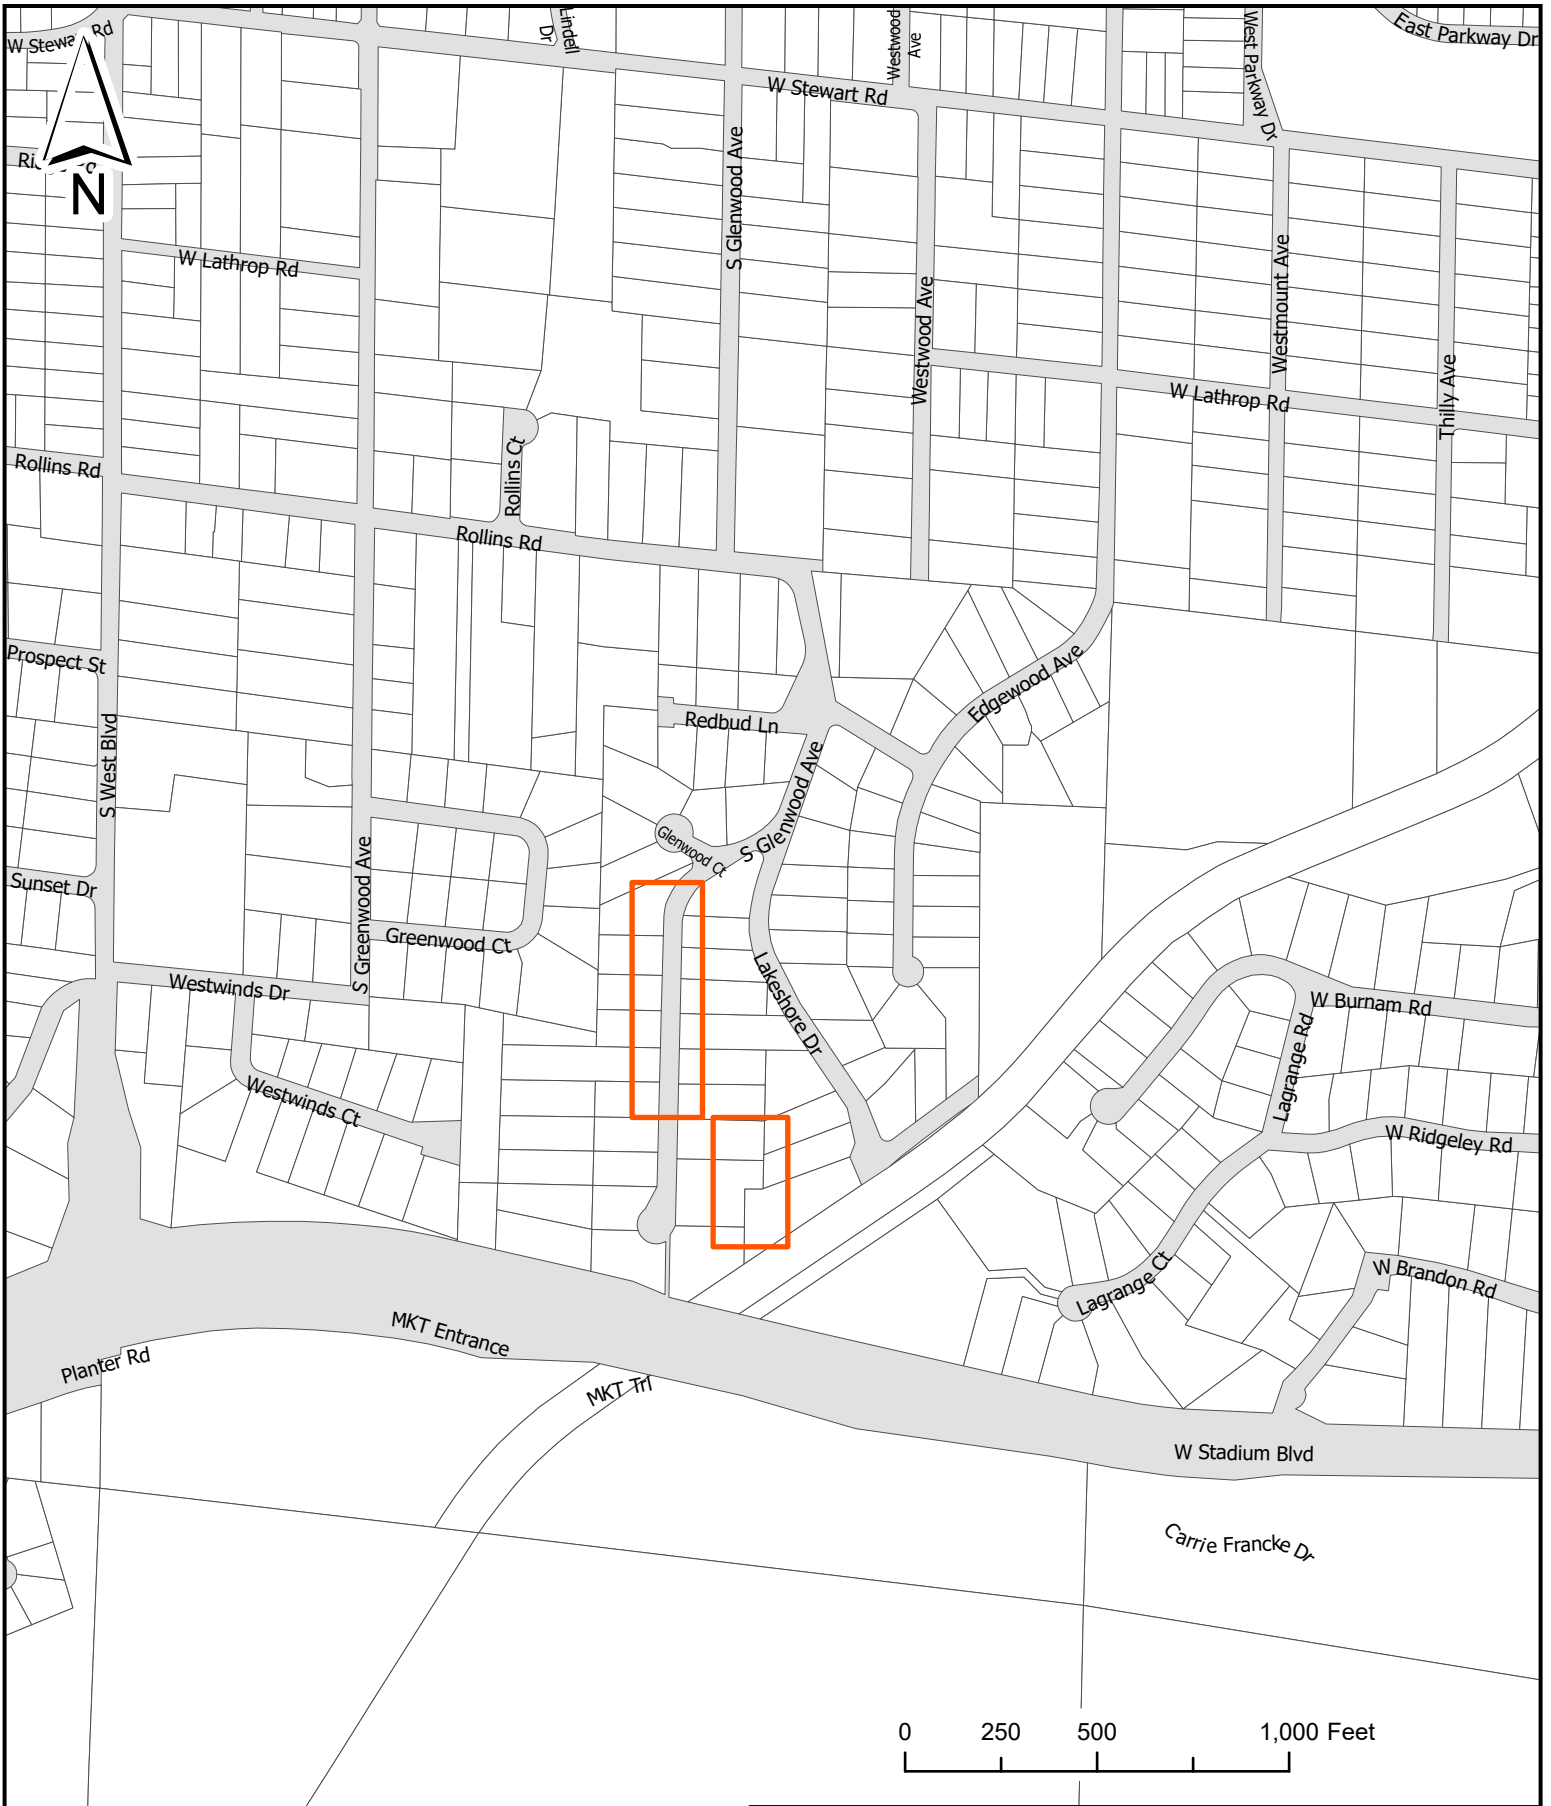 W Stewart Rd
Lindell
Dr
Westwood
Ave
West Parkway Dr
East Parkway Dr
W Stewart Rd
N
S Glenwood Ave
W Lathrop Rd
Westwood Ave
Westmount Ave
Thilly Ave
W Lathrop Rd
Rollins Rd
Rollins Ct
Rollins Rd
Prospect St
Edgewood Ave
Redbud Ln
S West Blvd
S Glenwood Ave
Glenwood Ct
S Greenwood Ave
Sunset Dr
Greenwood Ct
Lakeshore Dr
Westwinds Dr
W Burnam Rd
Lagrange Rd
Westwinds Ct
W Ridgeley Rd
Lagrange Ct
W Brandon Rd
MKT Entrance
Planter Rd
MKT Trl
W Stadium Blvd
Carrie Francke Dr
0 250 500 1,000 Feet